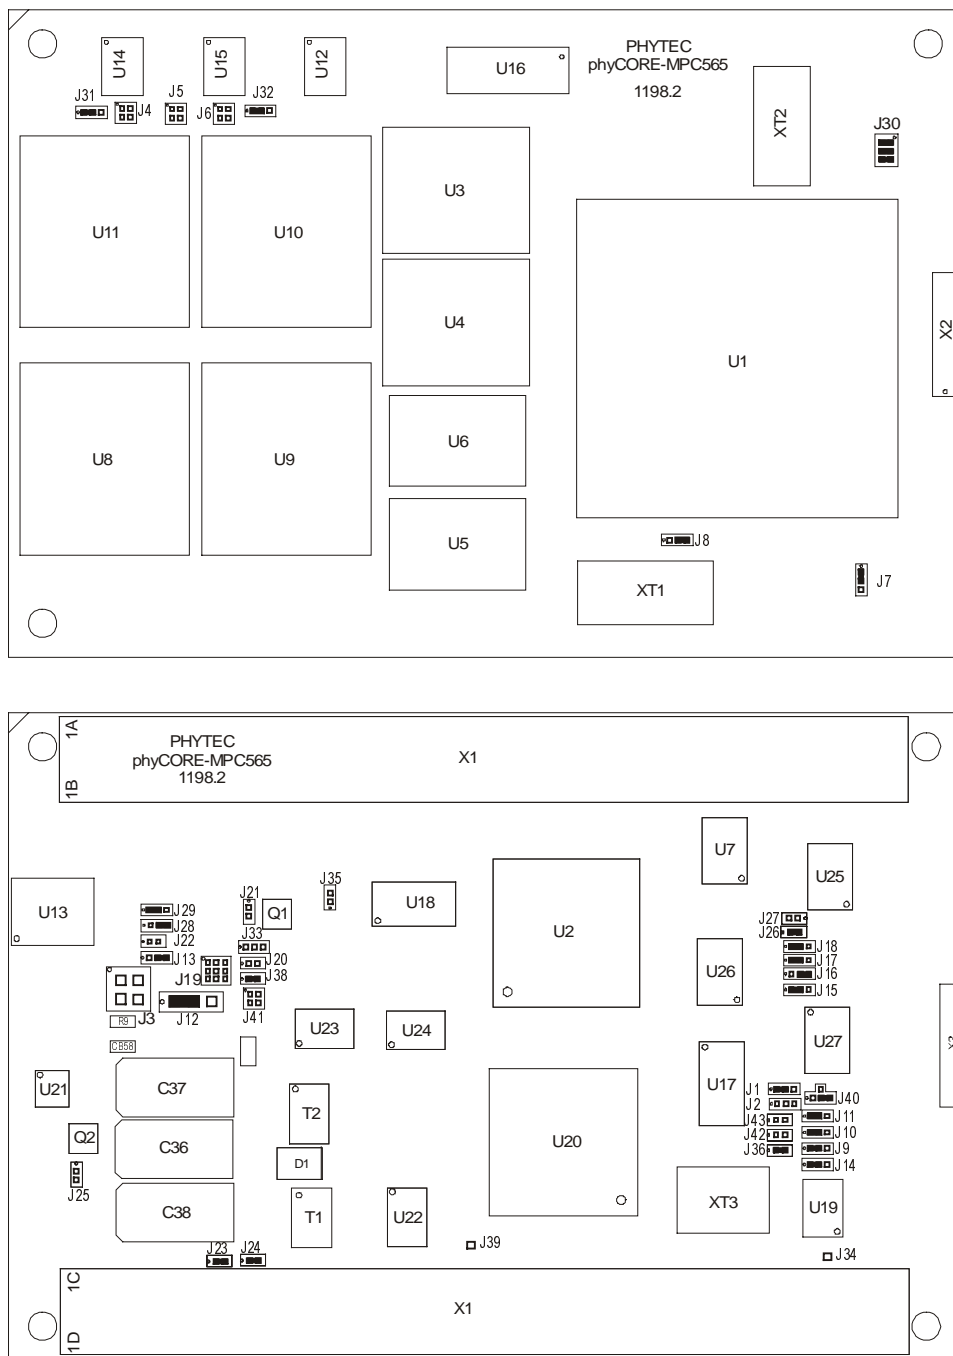 PHYTEC
phyCORE-MPC565
1198.2
U14
U15
U12
U16
XT2
J30
J31
J4
J5
J6
J32
U11
U10
U3
U4
U1
X2
U8
U9
U6
U5
J8
J7
XT1
1A
1B
PHYTEC
phyCORE-MPC565
1198.2
X1
U13
J29
J28
J22
J13
J21
Q1
J33
J20
J38
J35
U18
U2
U7
U25
J27
J26
J18
J17
J16
J15
U26
J19
J3
J12
J41
R9
CB58
U23
U24
U27
U21
C37
T2
U17
J1
J2
J43
J42
J36
J40
J11
J10
J9
J14
Q2
C36
D1
U20
J25
C38
T1
U22
XT3
U19
J23
J24
J39
J34
1C
1D
X1